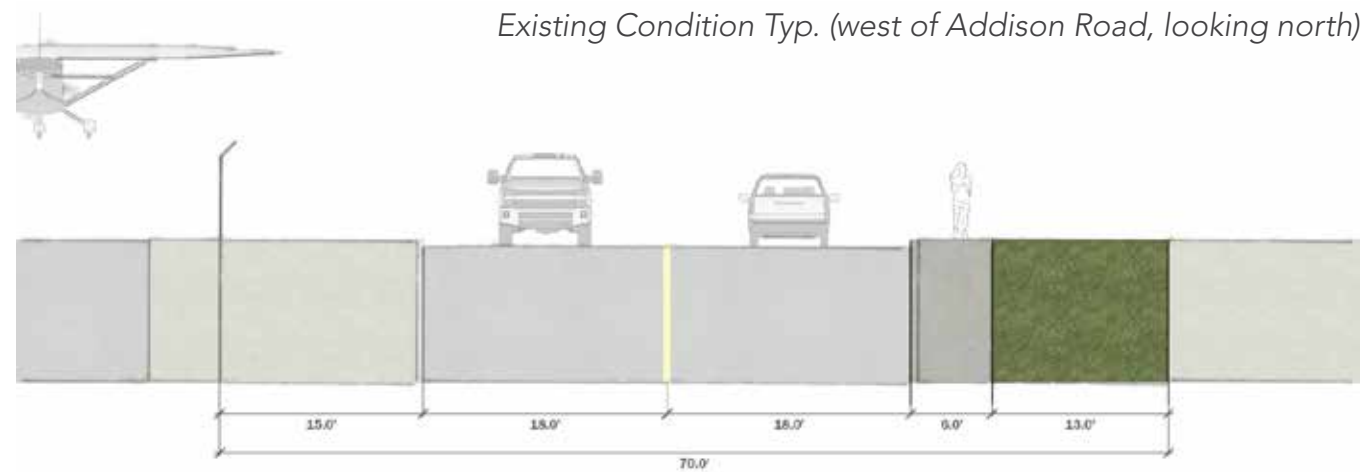 Existing Condition Typ. (west of Addison Road, looking north)
15.0' 18.0' 18.0' 6.0' 13.0'
70.0'